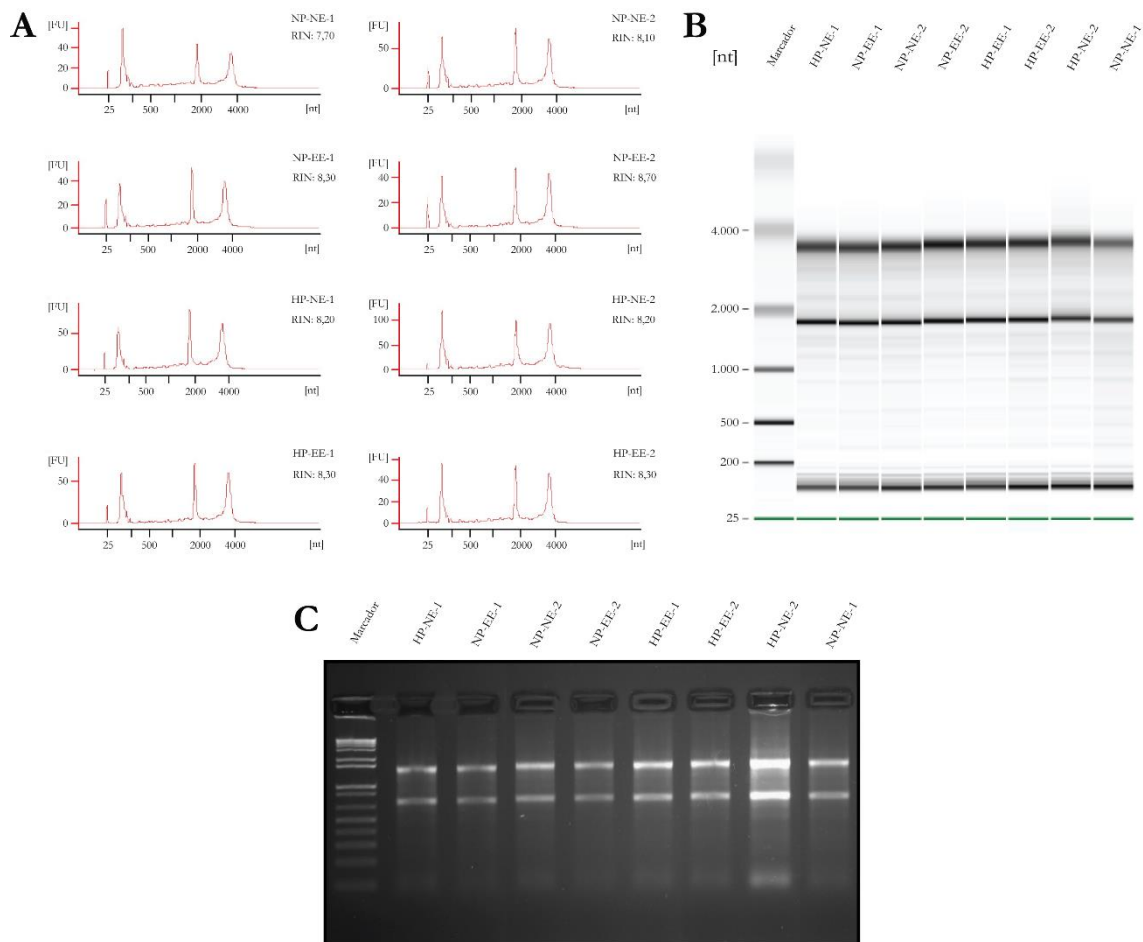 A
[FU]
NP-NE-1
RIN: 7,70
60
40
20
0
25 500 2000 4000 [nt]
[FU]
NP-NE-2
RIN: 8,10
50
0
25 500 2000 4000 [nt]
[FU]
NP-EE-1
RIN: 8,30
40
20
0
25 500 2000 4000 [nt]
[FU]
NP-EE-2
RIN: 8,70
40
20
0
25 500 2000 4000 [nt]
[FU]
HP-NE-1
RIN: 8,20
50
0
25 500 2000 4000 [nt]
[FU]
HP-NE-2
RIN: 8,20
100
50
0
25 500 2000 4000 [nt]
[FU]
HP-EE-1
RIN: 8,30
50
0
25 500 2000 4000 [nt]
[FU]
HP-EE-2
RIN: 8,30
50
0
25 500 2000 4000 [nt]
B
[nt]
Marcador HP-NE-1 NP-EE-1 NP-NE-2 NP-EE-2 HP-EE-1 HP-EE-2 HP-NE-2 NP-NE-1
4.000
2.000
1.000
500
200
25
C
Marcador HP-NE-1 NP-EE-1 NP-NE-2 NP-EE-2 HP-EE-1 HP-EE-2 HP-NE-2 NP-NE-1